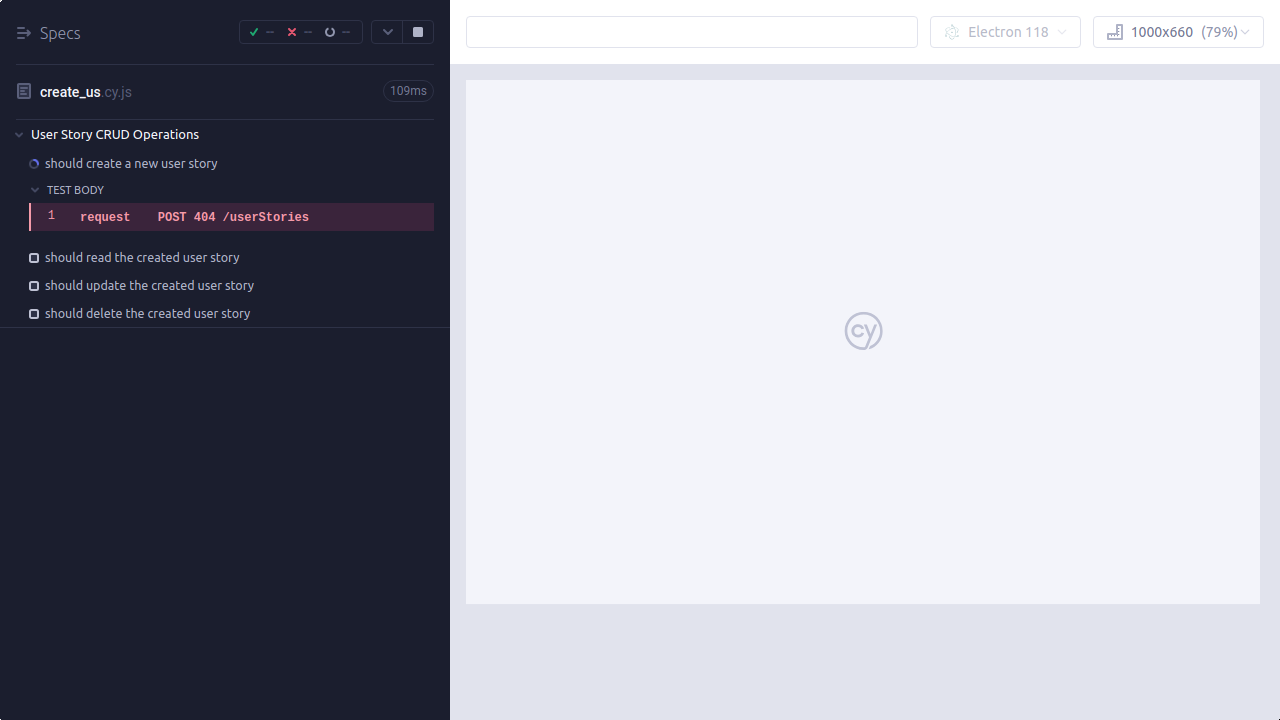 Specs
-- -- --
Electron 118
1000x660 (79%)
create_us.cy.js
109ms
User Story CRUD Operations
should create a new user story
TEST BODY
1 request POST 404 /userStories
should read the created user story
should update the created user story
should delete the created user story
cy